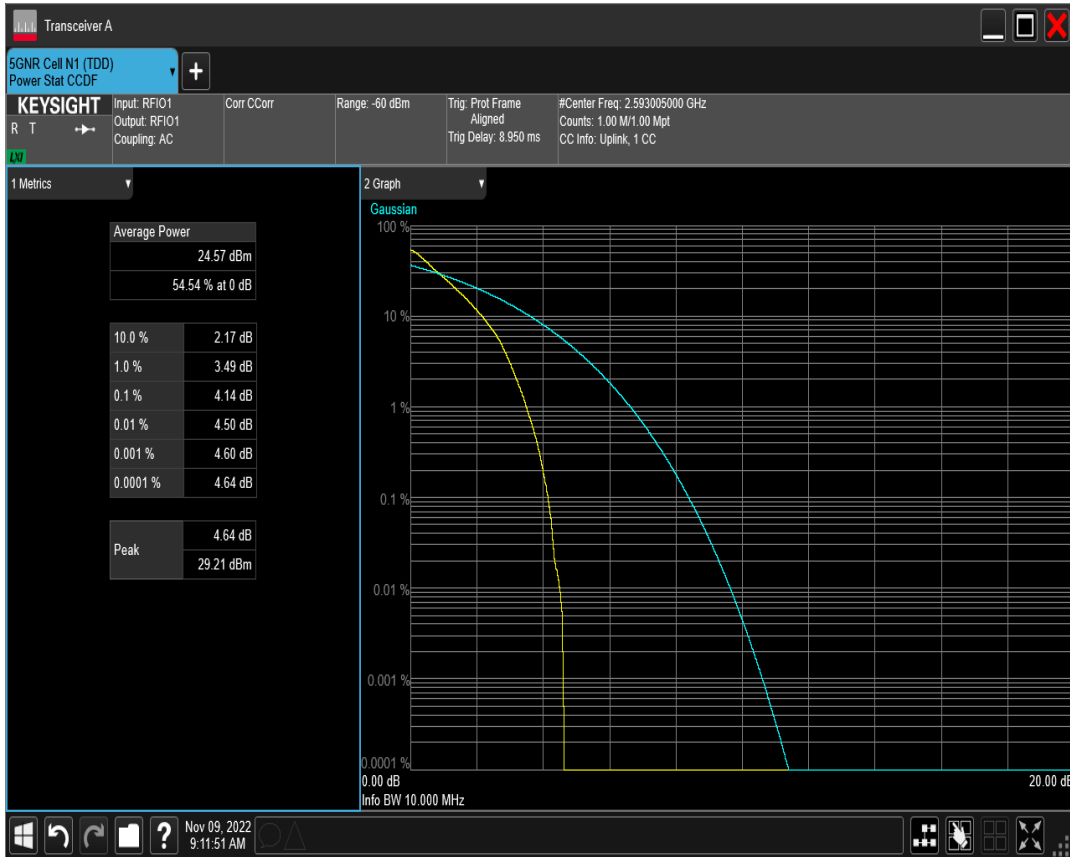 Transceiver A
5GNR Cell N1 (TDD)
Power Stat CCDF
+
KEYSIGHT
R T
LXI
Input: RFIO1
Output: RFIO1
Coupling: AC
Corr CCorr
Range: -60 dBm
Trig: Prot Frame
Aligned
Trig Delay: 8.950 ms
#Center Freq: 2.593005000 GHz
Counts: 1.00 M/1.00 Mpt
CC Info: Uplink, 1 CC
1 Metrics
Average Power
24.57 dBm
54.54 % at 0 dB
10.0 % 2.17 dB
1.0 % 3.49 dB
0.1 % 4.14 dB
0.01 % 4.50 dB
0.001 % 4.60 dB
0.0001 % 4.64 dB
Peak
4.64 dB
29.21 dBm
2 Graph
Gaussian
100 %
10 %
1 %
0.1 %
0.01 %
0.001 %
0.0001 %
0.00 dB
20.00 dB
Info BW 10.000 MHz
?
Nov 09, 2022
9:11:51 AM